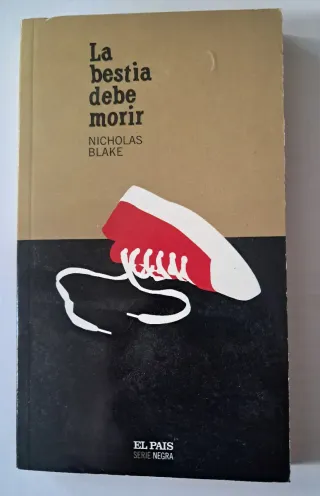 La
bestia
debe
morir
NICHOLAS
BLAKE
EL PAIS
SERIE NEGRA